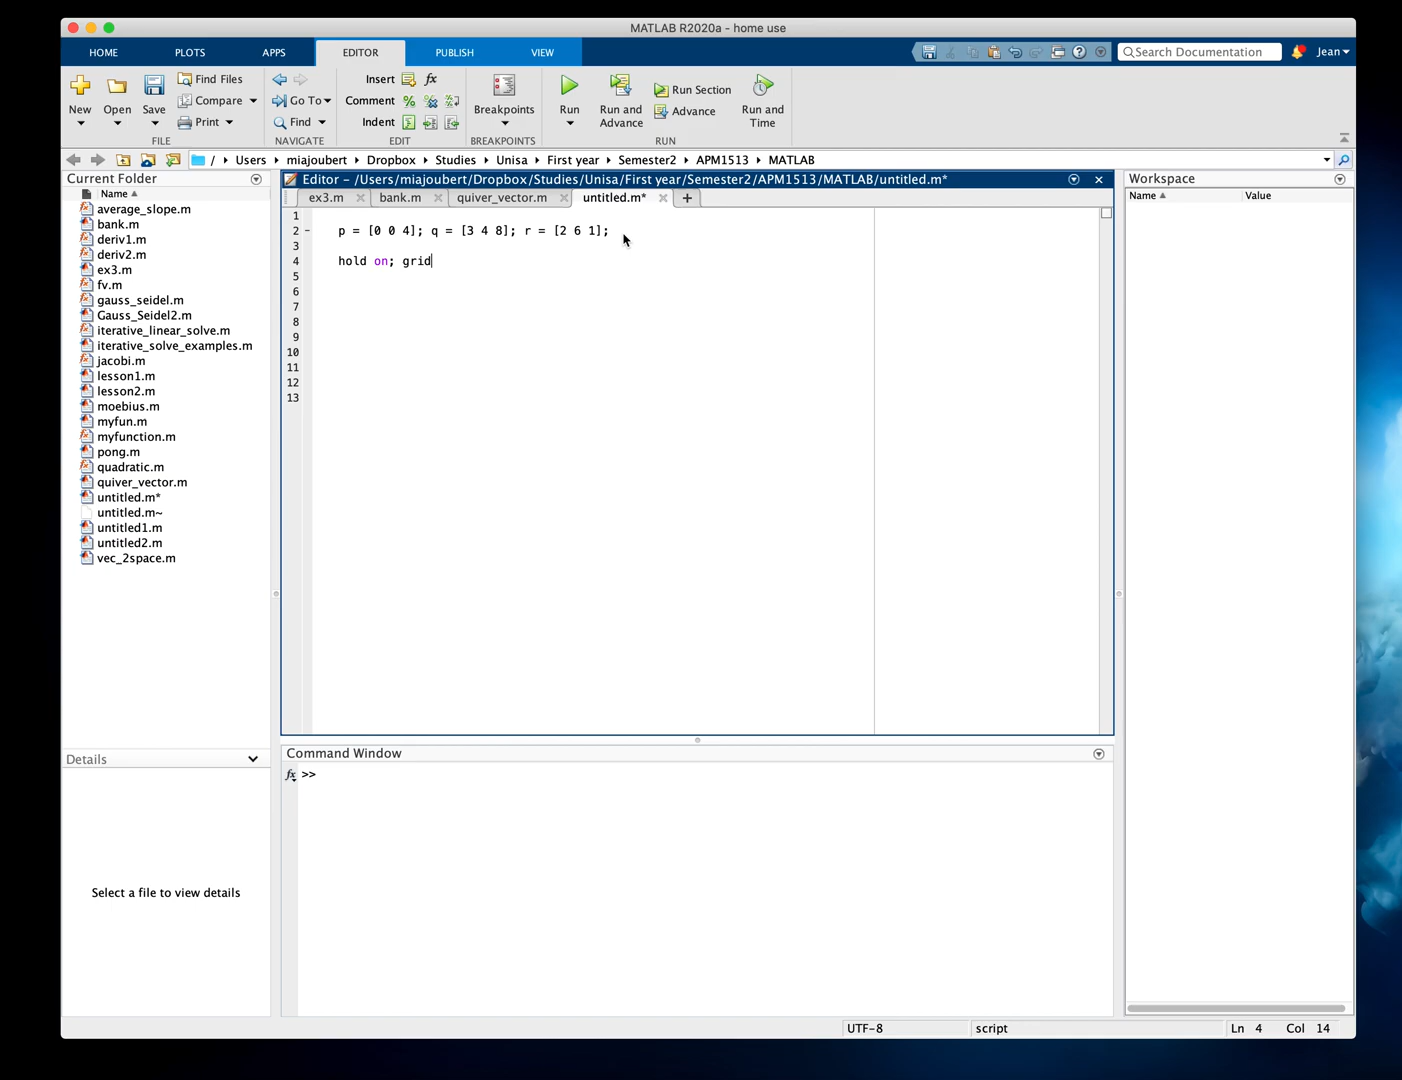 MATLAB R2020a - home use
HOME PLOTS APPS EDITOR PUBLISH VIEW Search Documentation Jean
New Open Save Find Files Compare Print
Go To Find
Insert fx Comment Indent
Breakpoints
Run Run and Advance Run Section Advance Run and Time
FILE NAVIGATE EDIT BREAKPOINTS RUN
/ Users miajoubert Dropbox Studies Unisa First year Semester2 APM1513 MATLAB
Current Folder
Name
average_slope.m
bank.m
deriv1.m
deriv2.m
ex3.m
fv.m
gauss_seidel.m
Gauss_Seidel2.m
iterative_linear_solve.m
iterative_solve_examples.m
jacobi.m
lesson1.m
lesson2.m
moebius.m
myfun.m
myfunction.m
pong.m
quadratic.m
quiver_vector.m
untitled.m*
untitled.m~
untitled1.m
untitled2.m
vec_2space.m
Details
Select a file to view details
Editor - /Users/miajoubert/Dropbox/Studies/Unisa/First year/Semester2/APM1513/MATLAB/untitled.m*
ex3.m bank.m quiver_vector.m untitled.m* +
1
2 - p = [0 0 4]; q = [3 4 8]; r = [2 6 1];
3
4 hold on; grid
5
6
7
8
9
10
11
12
13
Command Window
fx >>
Workspace
Name Value
UTF-8 script Ln 4 Col 14